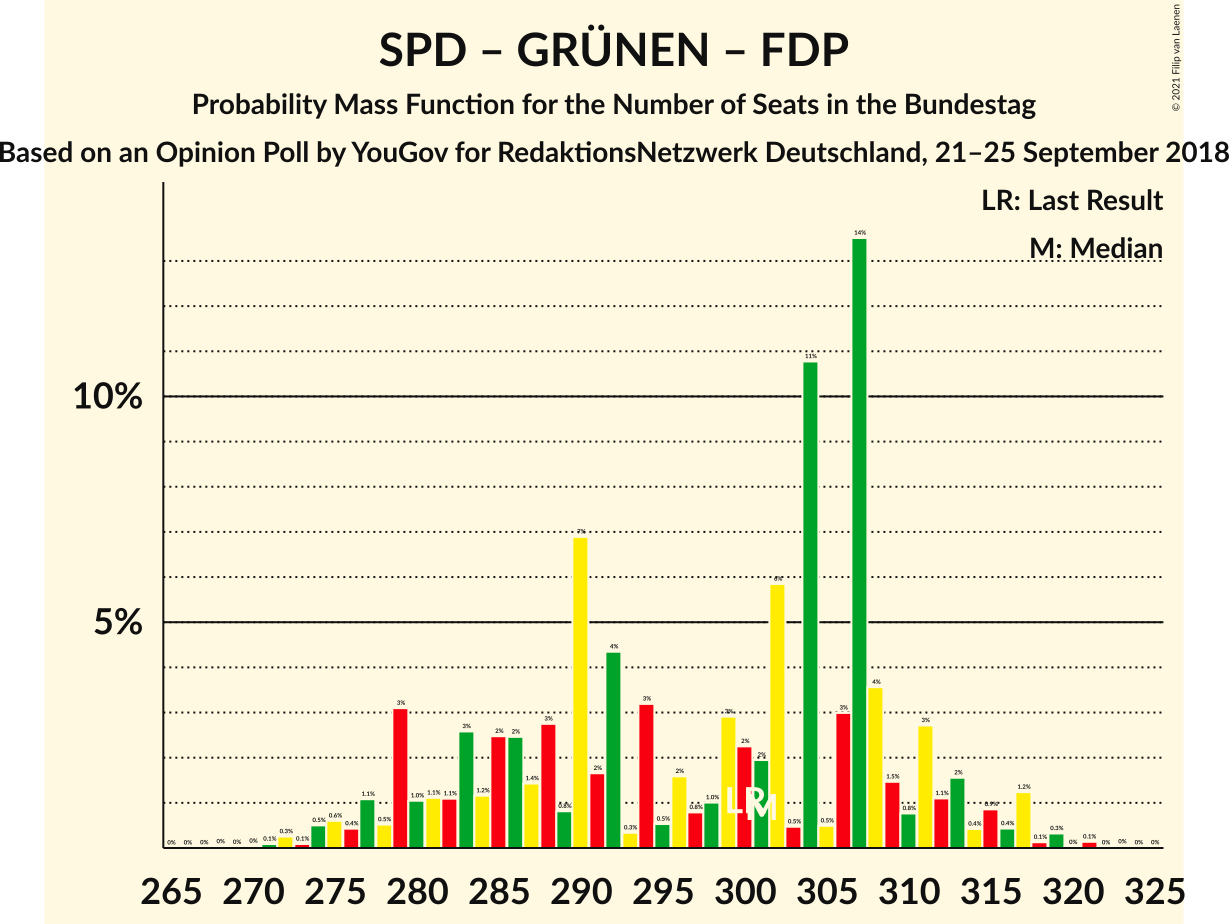 SPD – GRÜNEN – FDP
Probability Mass Function for the Number of Seats in the Bundestag
Based on an Opinion Poll by YouGov for RedaktionsNetzwerk Deutschland, 21–25 September 2018
© 2021 Filip van Laenen
LR: Last Result
M: Median
10%
5%
0% 0% 0% 0% 0% 0% 0.1% 0.3% 0.1% 0.5% 0.6% 0.4% 1.1% 0.5% 3% 1.0% 1.1% 1.1% 3% 1.2% 2% 2% 1.4% 3% 0.8% 7% 2% 4% 0.3% 3% 0.5% 2% 0.8% 1.0% 3% 2% 2% 6% 0.5% 11% 0.5% 3% 14% 4% 1.5% 0.8% 3% 1.1% 2% 0.4% 0.9% 0.4% 1.2% 0.1% 0.3% 0% 0.1% 0% 0% 0% 0%
LR M
265 270 275 280 285 290 295 300 305 310 315 320 325